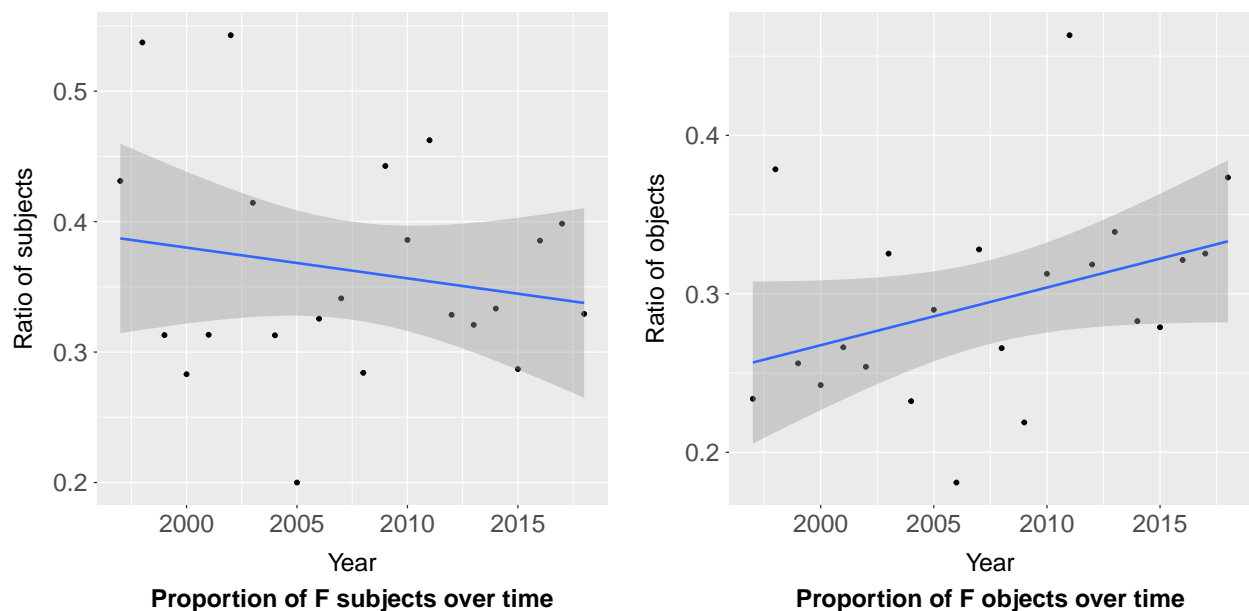 0.5
0.4
0.3
0.2
Ratio of subjects
2000 2005 2010 2015
Year
Proportion of F subjects over time
0.4
0.3
0.2
Ratio of objects
2000 2005 2010 2015
Year
Proportion of F objects over time